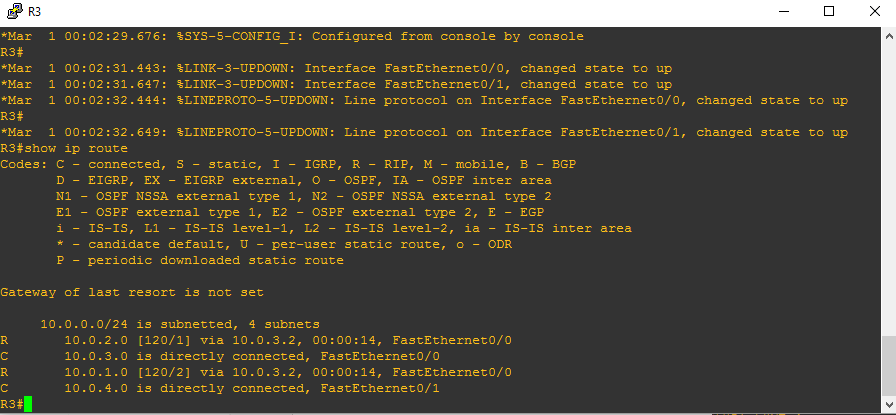 R3
*Mar  1 00:02:29.676: %SYS-5-CONFIG_I: Configured from console by console
R3#
*Mar  1 00:02:31.443: %LINK-3-UPDOWN: Interface FastEthernet0/0, changed state to up
*Mar  1 00:02:31.647: %LINK-3-UPDOWN: Interface FastEthernet0/1, changed state to up
*Mar  1 00:02:32.444: %LINEPROTO-5-UPDOWN: Line protocol on Interface FastEthernet0/0, changed state to up
R3#
*Mar  1 00:02:32.649: %LINEPROTO-5-UPDOWN: Line protocol on Interface FastEthernet0/1, changed state to up
R3#show ip route
Codes: C - connected, S - static, I - IGRP, R - RIP, M - mobile, B - BGP
       D - EIGRP, EX - EIGRP external, O - OSPF, IA - OSPF inter area
       N1 - OSPF NSSA external type 1, N2 - OSPF NSSA external type 2
       E1 - OSPF external type 1, E2 - OSPF external type 2, E - EGP
       i - IS-IS, L1 - IS-IS level-1, L2 - IS-IS level-2, ia - IS-IS inter area
       * - candidate default, U - per-user static route, o - ODR
       P - periodic downloaded static route

Gateway of last resort is not set

     10.0.0.0/24 is subnetted, 4 subnets
R       10.0.2.0 [120/1] via 10.0.3.2, 00:00:14, FastEthernet0/0
C       10.0.3.0 is directly connected, FastEthernet0/0
R       10.0.1.0 [120/2] via 10.0.3.2, 00:00:14, FastEthernet0/0
C       10.0.4.0 is directly connected, FastEthernet0/1
R3#